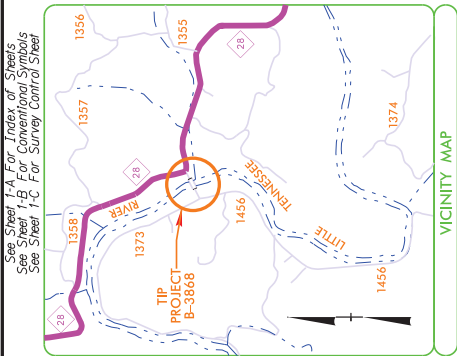 See Sheet 1-A For Index of Sheets
See Sheet 1-B For Conventional Symbols
See Sheet 1-C For Survey Control Sheet
1356
1355
28
1357
28
1358
RIVER
1373
28
TIP
PROJECT
B-3868
1456
TENNESSEE
LITTLE
1374
1456
VICINITY MAP